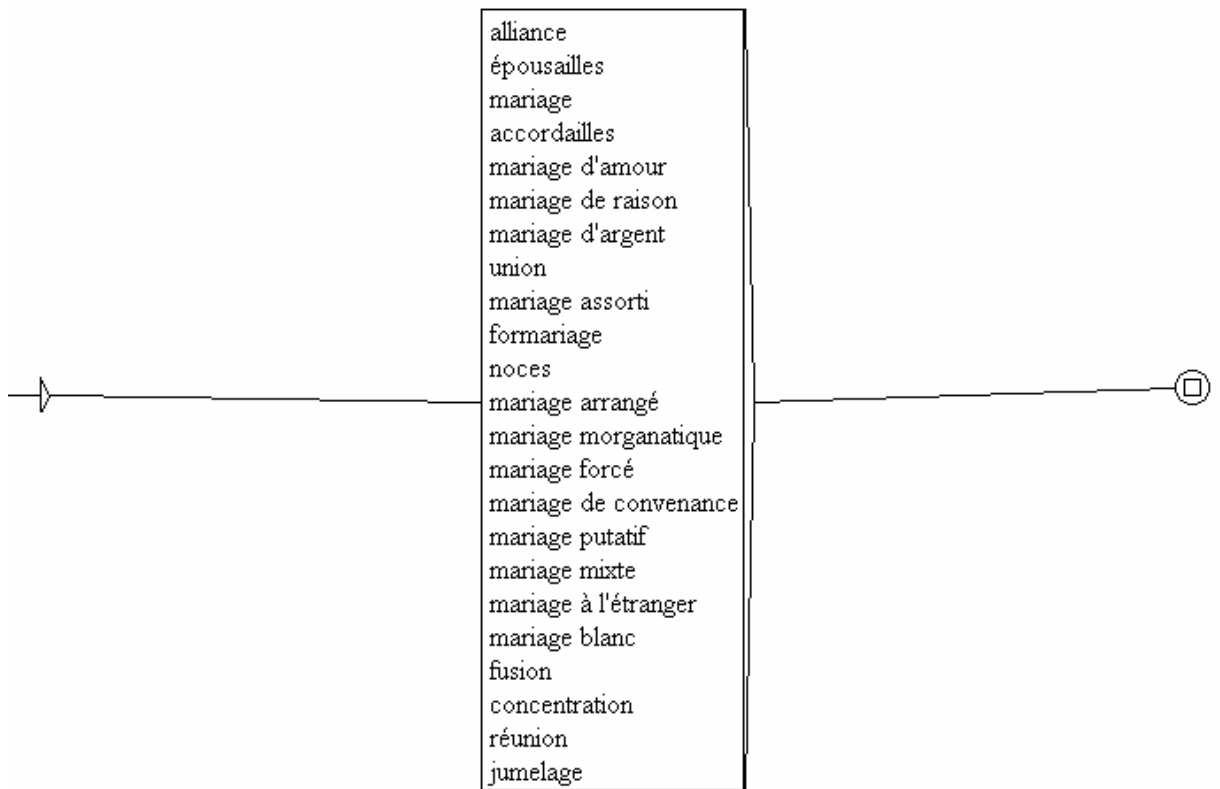 alliance
épousailles
mariage
accordailles
mariage d'amour
mariage de raison
mariage d'argent
union
mariage assorti
formariage
noces
mariage arrangé
mariage morganatique
mariage forcé
mariage de convenance
mariage putatif
mariage mixte
mariage à l'étranger
mariage blanc
fusion
concentration
réunion
jumelage